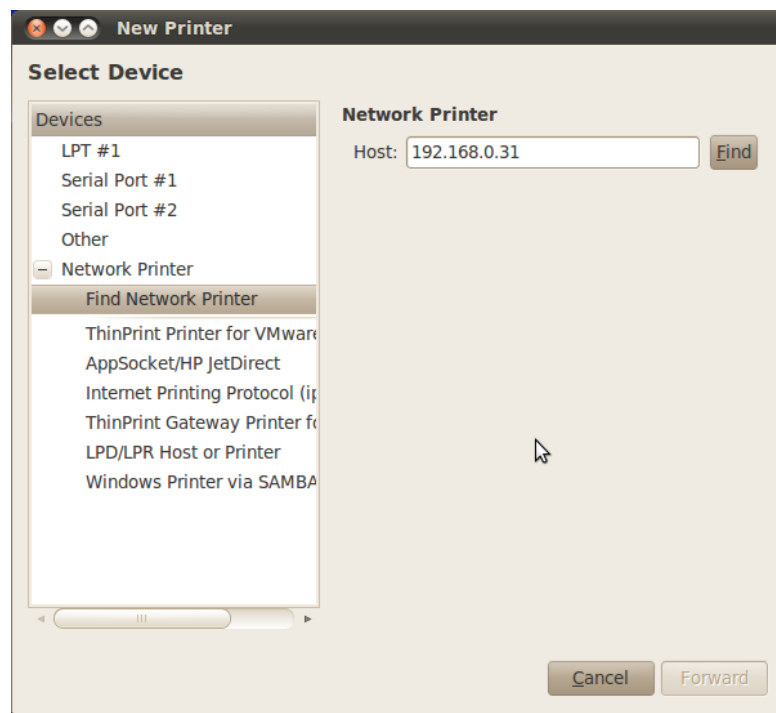 New Printer
Select Device
Devices
LPT #1
Serial Port #1
Serial Port #2
Other
Network Printer
Find Network Printer
ThinPrint Printer for VMware
AppSocket/HP JetDirect
Internet Printing Protocol (ip
ThinPrint Gateway Printer fo
LPD/LPR Host or Printer
Windows Printer via SAMBA
Network Printer
Host: 192.168.0.31 Find
Cancel Forward